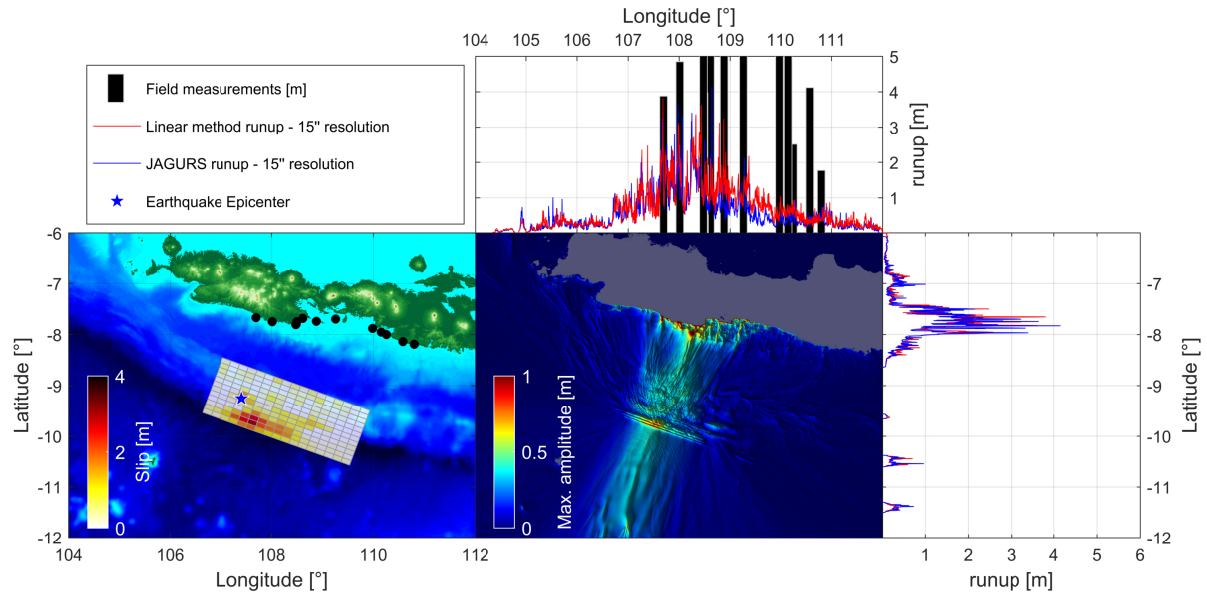 Longitude [°]
104 105 106 107 108 109 110 111
5
4
3
2
1
runup [m]
Field measurements [m]
Linear method runup - 15" resolution
JAGURS runup - 15" resolution
Earthquake Epicenter
-6
-7
-8
-9
-10
-11
-12
Latitude [°]
4
2
0
Slip [m]
104 106 108 110 112
Longitude [°]
1
0.5
0
Max. amplitude [m]
-7
-8
-9
-10
-11
-12
Latitude [°]
1 2 3 4 5 6
runup [m]